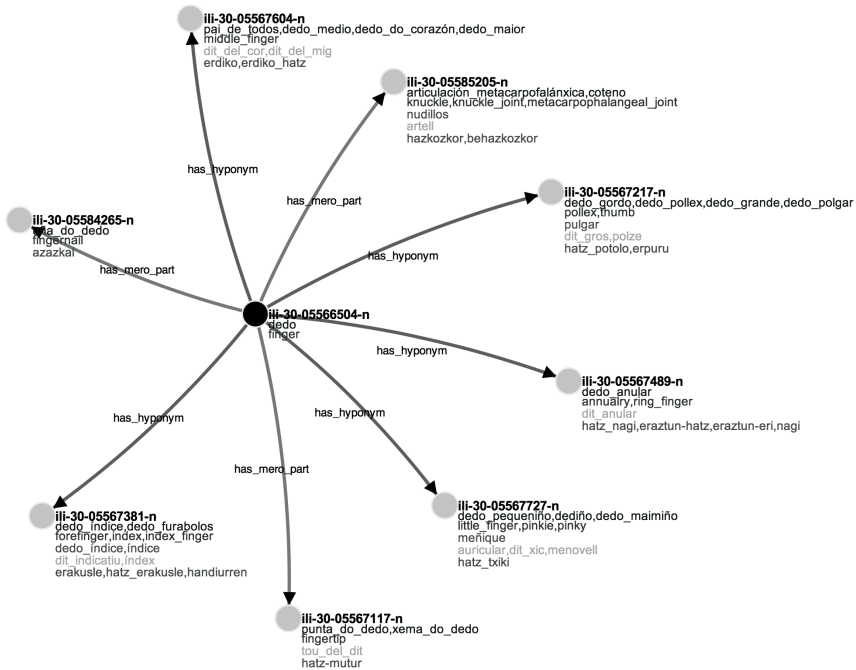 ili-30-05567604-n
pai_de_todos,dedo_medio,dedo_do_corazón,dedo_maior
middle_finger
dit_del_cor,dit_del_mig
erdiko,erdiko_hatz
ili-30-05585205-n
articulación_metacarpofalánxica,coteno
knuckle,knuckle_joint,metacarpophalangeal_joint
nudillos
artell
hazkozkor,behazkozkor
has_hyponym
has_mero_part
ili-30-05567217-n
dedo_gordo,dedo_pollex,dedo_grande,dedo_polgar
pollex,thumb
pulgar
dit_gros,polze
hatz_potolo,erpuru
ili-30-05584265-n
do_dedo
fingernail
azazkal
has_hyponym
has_mero_part
ili-30-05566504-n
dedo
finger
has_hyponym
ili-30-05567489-n
dedo_anular
annualry,ring_finger
dit_anular
hatz_nagi,eraztun-hatz,eraztun-eri,nagi
has_hyponym
has_hyponym
has_mero_part
ili-30-05567727-n
dedo_pequeniño,dediño,dedo_maimiño
little_finger,pinkie,pinky
meñique
auricular,dit_xic,menovell
hatz_txiki
ili-30-05567381-n
dedo_índice,dedo_furabolos
forefinger,index,index_finger
dedo_índice,índice
dit_indicatiu,índex
erakusle,hatz_erakusle,handiurren
ili-30-05567117-n
punta_do_dedo,xema_do_dedo
fingertip
tou_del_dit
hatz-mutur